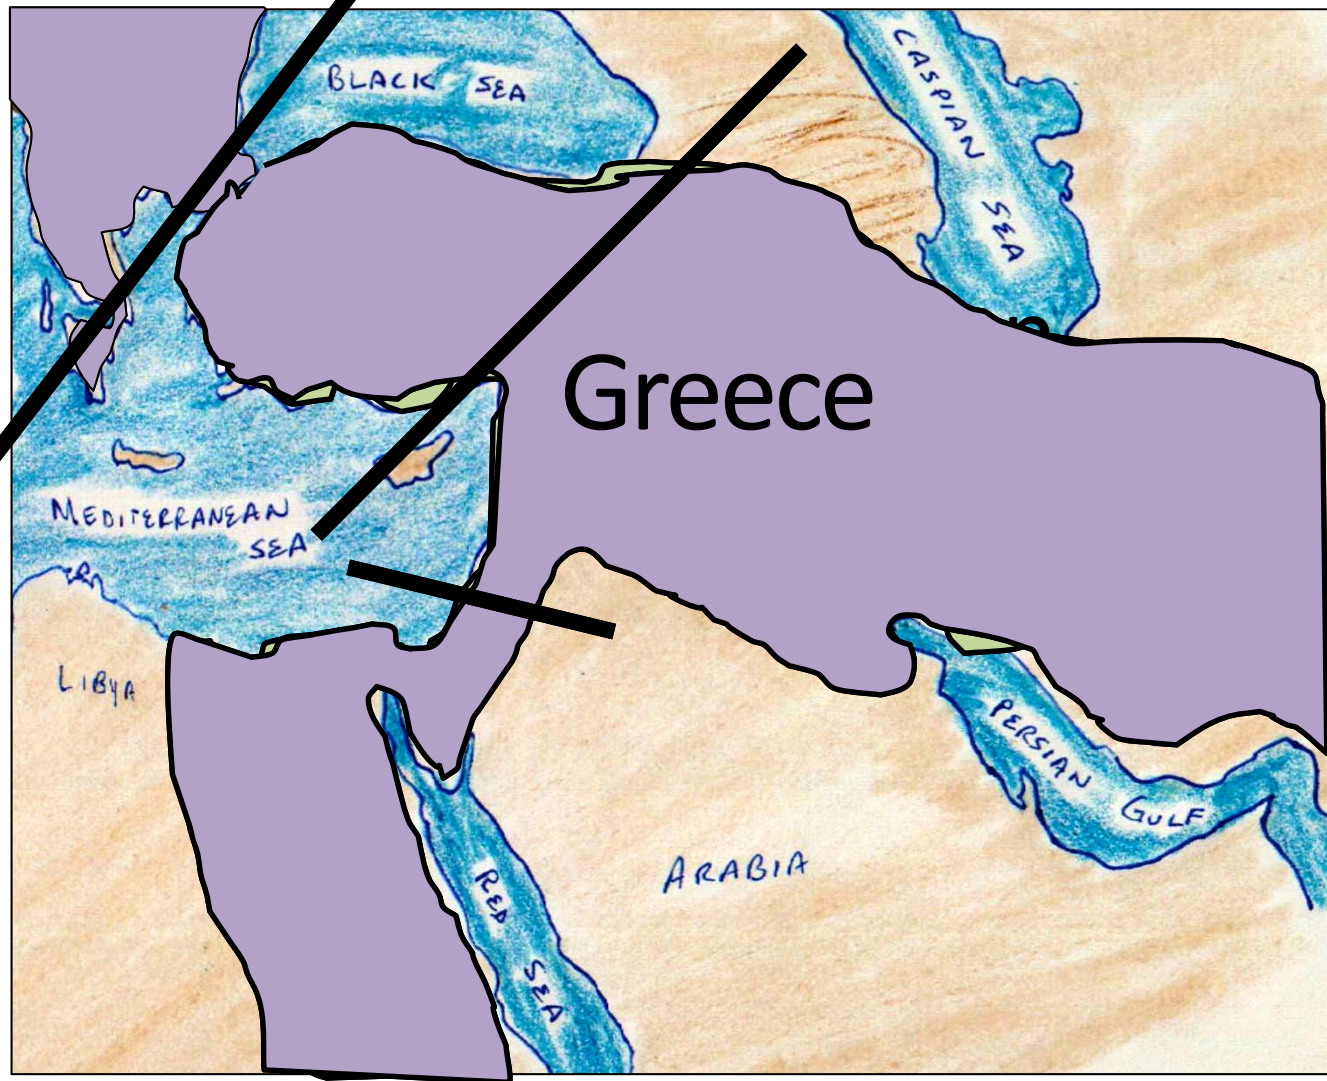 BLACK SEA
CASPIAN SEA
Greece
MEDITERRANEAN
SEA
LIBYA
PERSIAN GULF
ARABIA
RED SEA